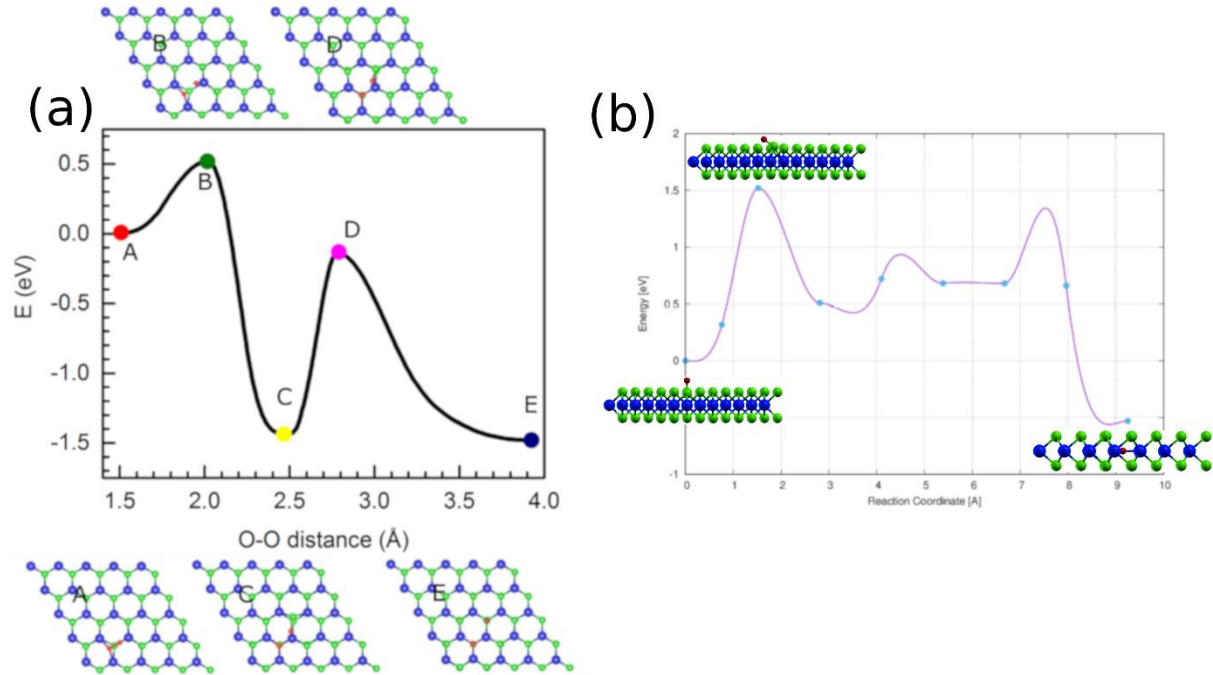 B
D
(a)
0.5
0.0
-0.5
-1.0
-1.5
E (eV)
A
B
C
D
E
1.5 2.0 2.5 3.0 3.5 4.0
O-O distance (Å)
A
C
E
(b)
2
1.5
1
0.5
0
-1
Energy [eV]
0 1 2 3 4 5 6 7 8 9 10
Reaction Coordinate [A]